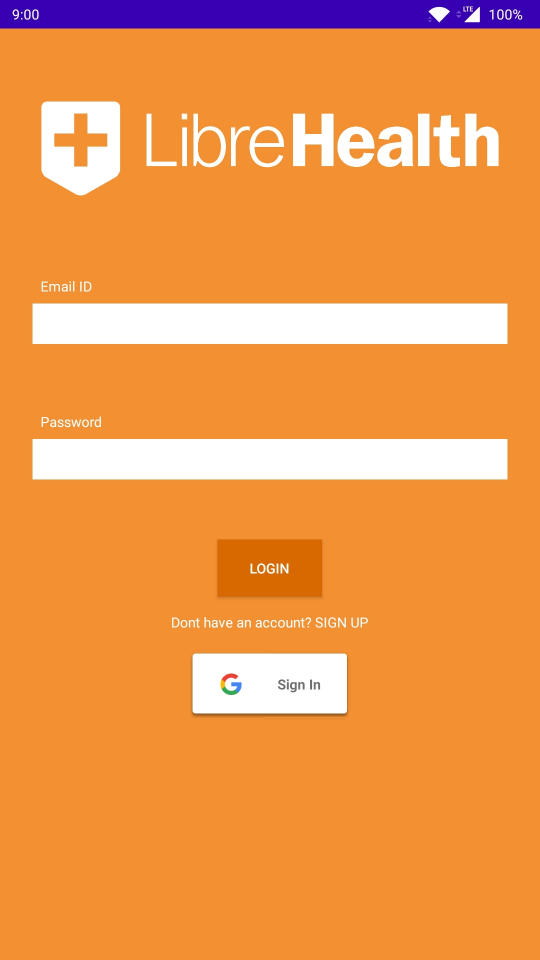 9:00
LTE
100%
LibreHealth
Email ID
Password
LOGIN
Dont have an account? SIGN UP
Sign In